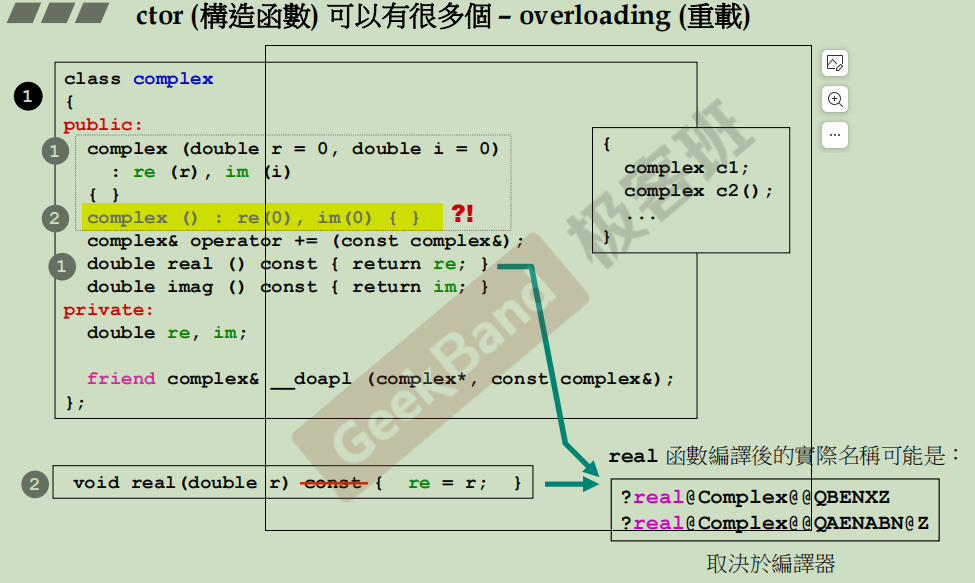 ctor (構造函數) 可以有很多個 – overloading (重載)
1
class complex
{
public:
1
complex (double r = 0, double i = 0)
: re (r), im (i)
{ }
2
complex () : re(0), im(0) { }
?!
complex& operator += (const complex&);
1
double real () const { return re; }
double imag () const { return im; }
private:
double re, im;
friend complex& __doapl (complex*, const complex&);
};
{
complex c1;
complex c2();
...
}
GeekBand 极客班
2
void real(double r) const { re = r; }
real 函數編譯後的實際名稱可能是：
?real@Complex@@QBENXZ
?real@Complex@@QAENABN@Z
取決於編譯器